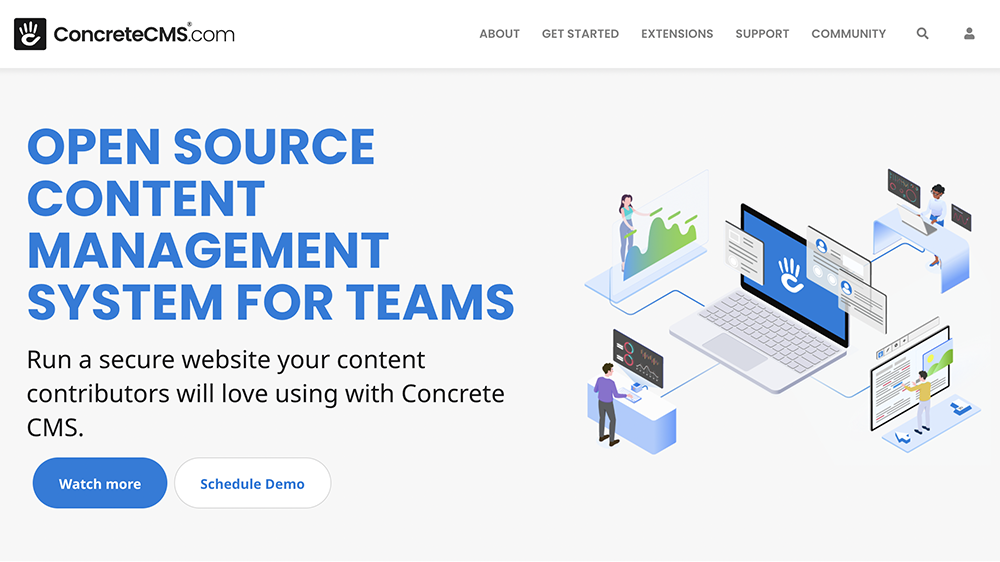 ConcreteCMS®.com
ABOUT GET STARTED EXTENSIONS SUPPORT COMMUNITY
OPEN SOURCE
CONTENT
MANAGEMENT
SYSTEM FOR TEAMS
Run a secure website your content
contributors will love using with Concrete
CMS.
Watch more Schedule Demo